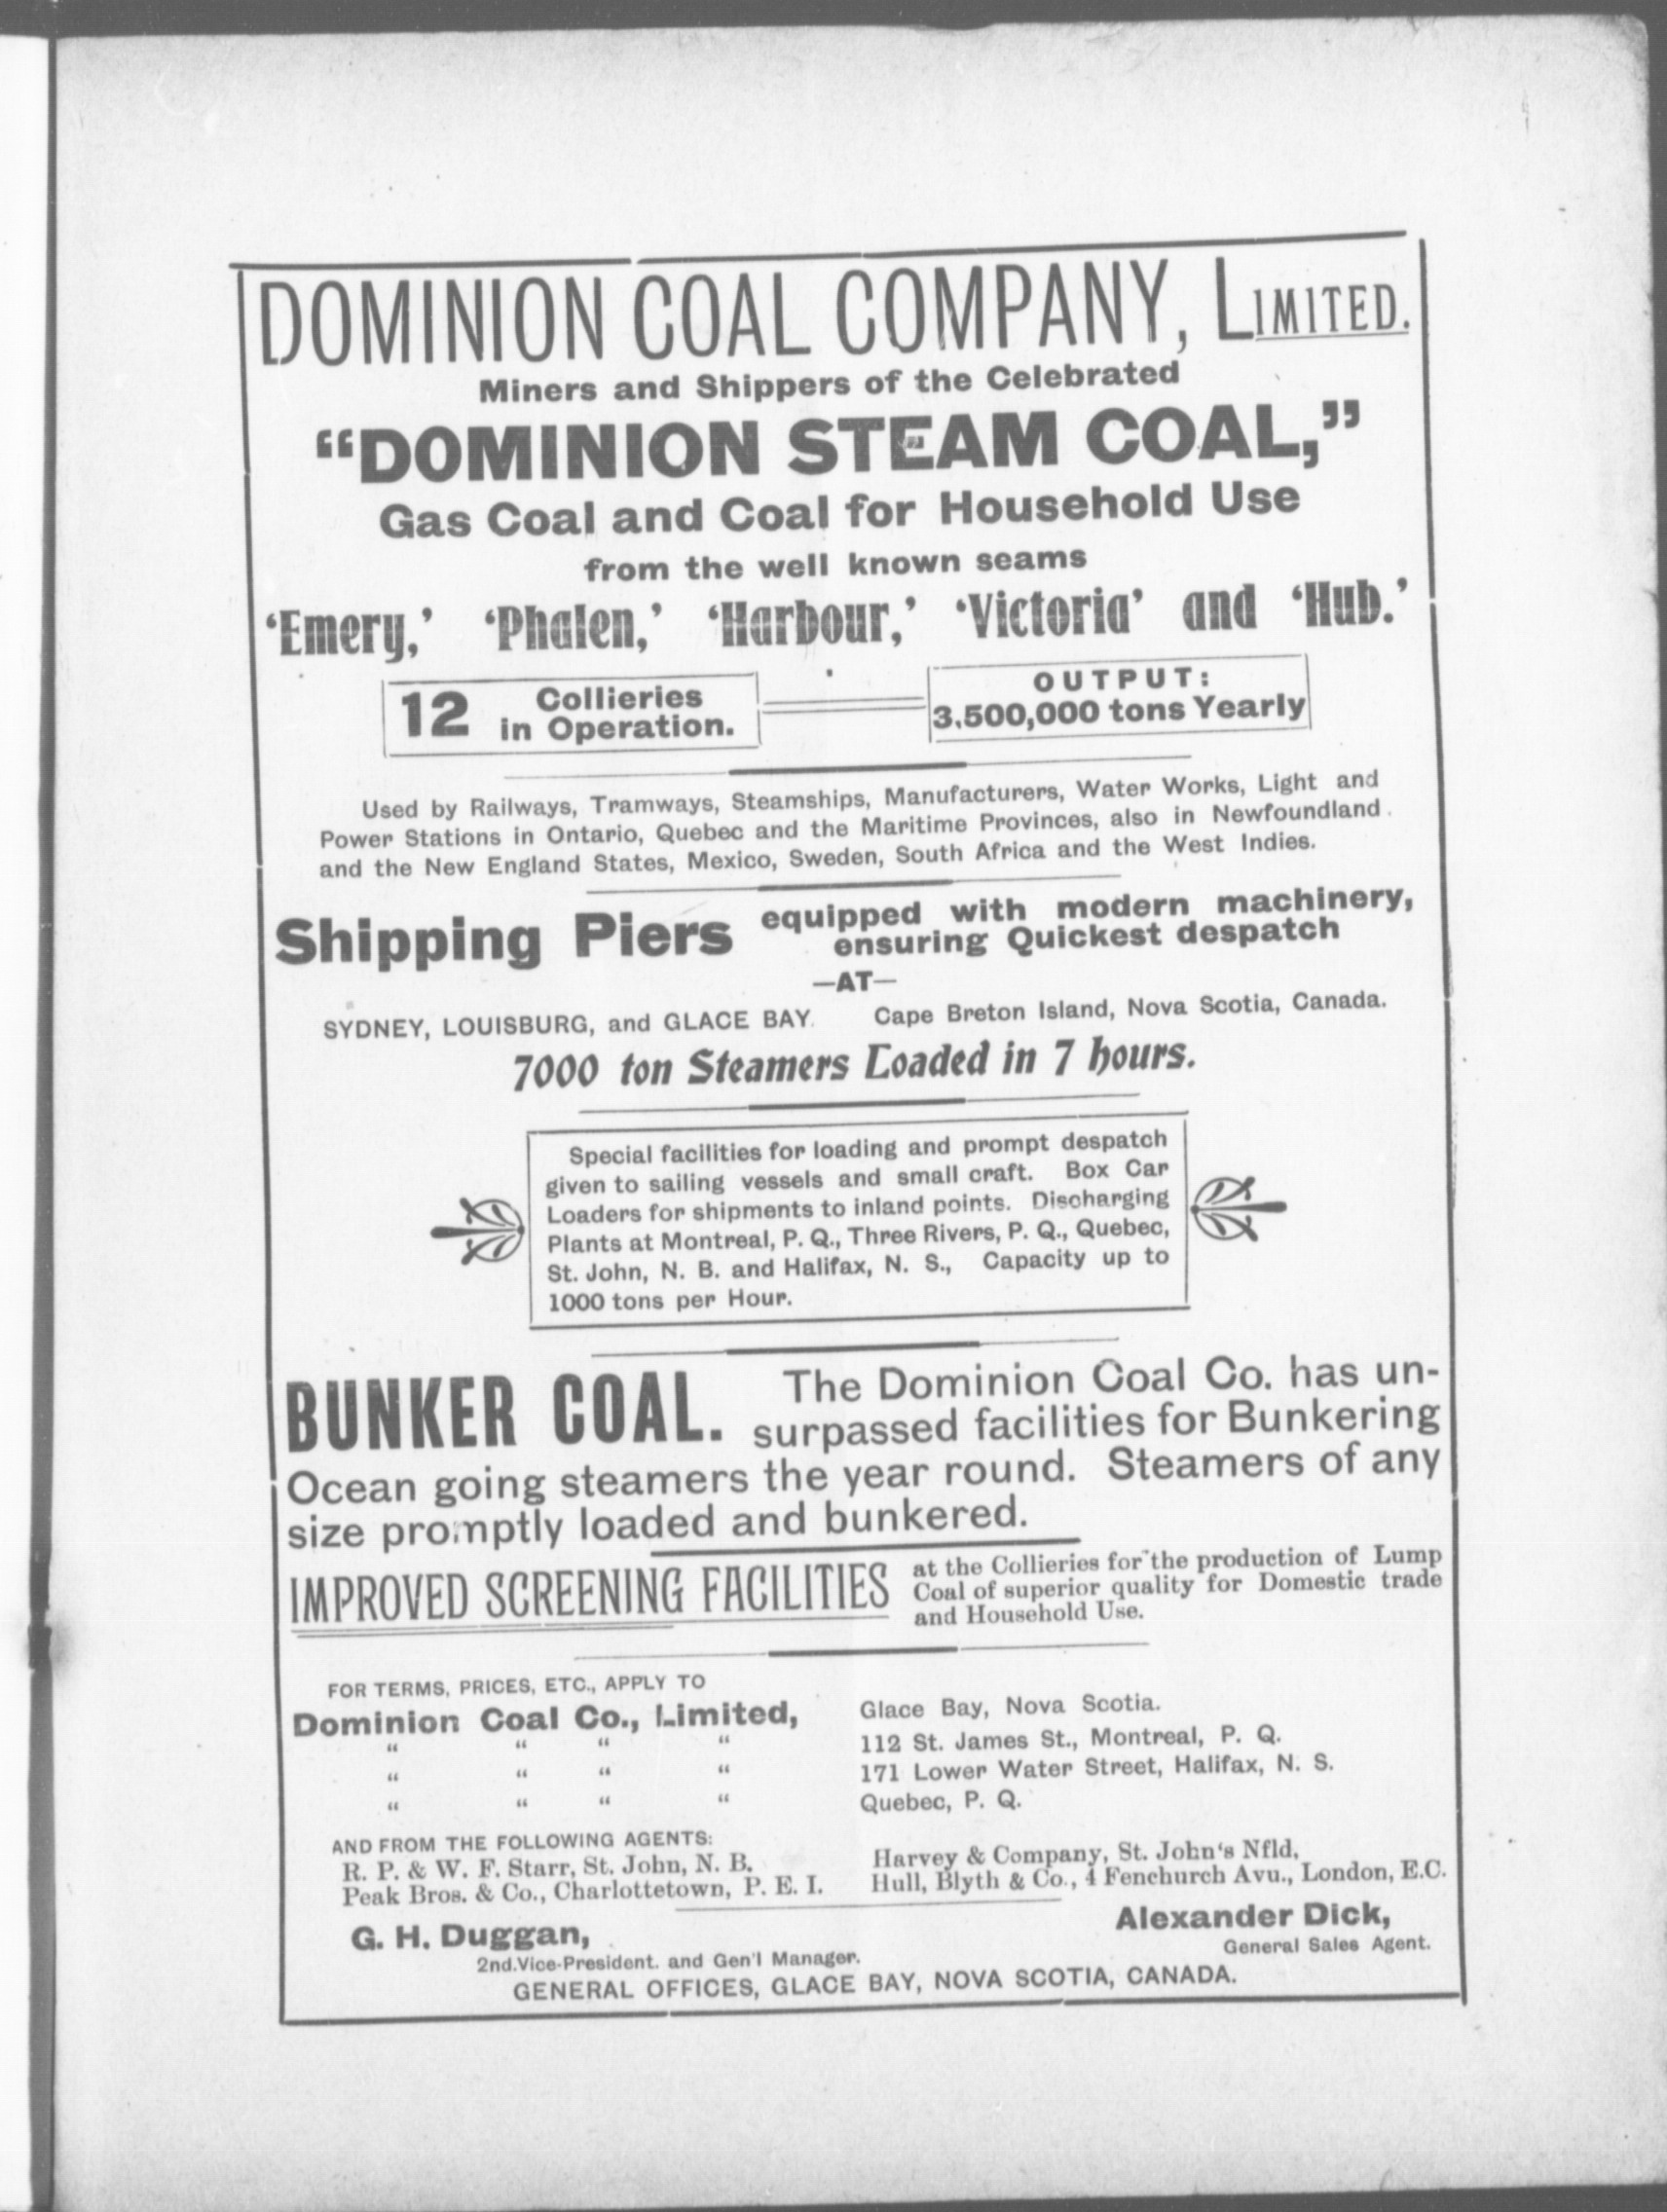 DOMINION COAL COMPANY, LIMITED.
Miners and Shippers of the Celebrated
“DOMINION STEAM COAL,”
Gas Coal and Coal for Household Use
from the well known seams
‘Emery,’ ‘Phalen,’ ‘Harbour,’ ‘Victoria’ and ‘Hub.’
12 Collieries
in Operation.
OUTPUT:
3,500,000 tons Yearly
Used by Railways, Tramways, Steamships, Manufacturers, Water Works, Light and
Power Stations in Ontario, Quebec and the Maritime Provinces, also in Newfoundland
and the New England States, Mexico, Sweden, South Africa and the West Indies.
Shipping Piers equipped with modern machinery,
ensuring Quickest despatch
—AT—
SYDNEY, LOUISBURG, and GLACE BAY. Cape Breton Island, Nova Scotia, Canada.
7000 ton Steamers Loaded in 7 hours.
Special facilities for loading and prompt despatch
given to sailing vessels and small craft. Box Car
Loaders for shipments to inland points. Discharging
Plants at Montreal, P. Q., Three Rivers, P. Q., Quebec,
St. John, N. B. and Halifax, N. S., Capacity up to
1000 tons per Hour.
BUNKER COAL. The Dominion Coal Co. has un-
surpassed facilities for Bunkering
Ocean going steamers the year round. Steamers of any
size promptly loaded and bunkered.
IMPROVED SCREENING FACILITIES at the Collieries for the production of Lump
Coal of superior quality for Domestic trade
and Household Use.
FOR TERMS, PRICES, ETC., APPLY TO
Dominion Coal Co., Limited, Glace Bay, Nova Scotia.
“ “ “ “ 112 St. James St., Montreal, P. Q.
“ “ “ “ 171 Lower Water Street, Halifax, N. S.
“ “ “ “ Quebec, P. Q.
AND FROM THE FOLLOWING AGENTS:
R. P. & W. F. Starr, St. John, N. B. Harvey & Company, St. John's Nfld,
Peak Bros. & Co., Charlottetown, P. E. I. Hull, Blyth & Co., 4 Fenchurch Avu., London, E.C.
G. H. Duggan, Alexander Dick,
2nd.Vice-President. and Gen'l Manager. General Sales Agent.
GENERAL OFFICES, GLACE BAY, NOVA SCOTIA, CANADA.